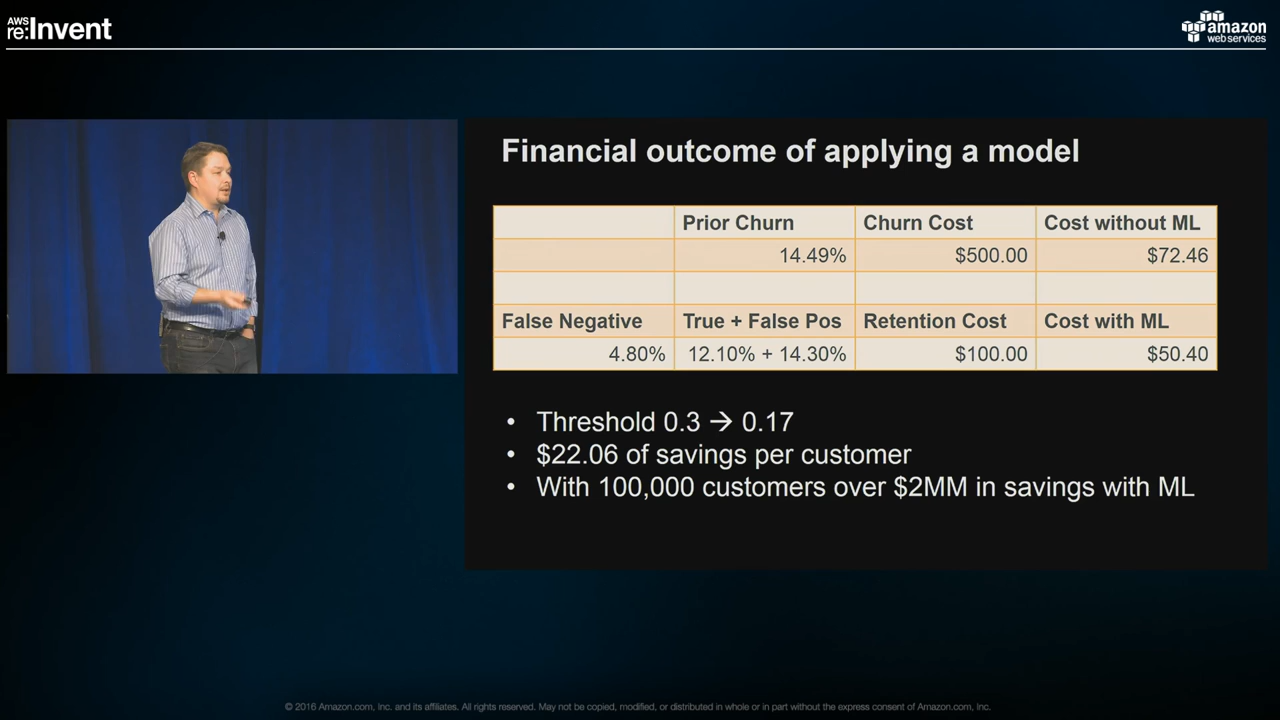 AWS
re:Invent
amazon
web services
Financial outcome of applying a model
Prior Churn Churn Cost Cost without ML
14.49% $500.00 $72.46
False Negative True + False Pos Retention Cost Cost with ML
4.80% 12.10% + 14.30% $100.00 $50.40
• Threshold 0.3 → 0.17
• $22.06 of savings per customer
• With 100,000 customers over $2MM in savings with ML
© 2016 Amazon.com, Inc. and its affiliates. All rights reserved. May not be copied, modified, or distributed in whole or in part without the express consent of Amazon.com, Inc.